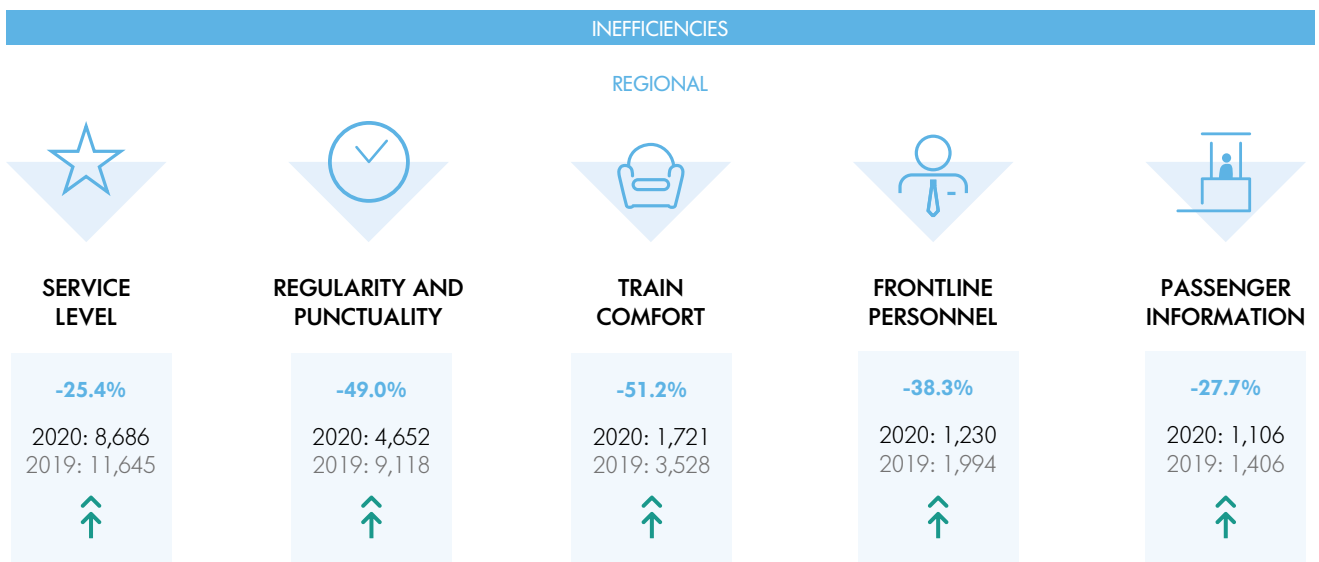 INEFFICIENCIES
REGIONAL
SERVICE
LEVEL
-25.4%
2020: 8,686
2019: 11,645
REGULARITY AND
PUNCTUALITY
-49.0%
2020: 4,652
2019: 9,118
TRAIN
COMFORT
-51.2%
2020: 1,721
2019: 3,528
FRONTLINE
PERSONNEL
-38.3%
2020: 1,230
2019: 1,994
PASSENGER
INFORMATION
-27.7%
2020: 1,106
2019: 1,406